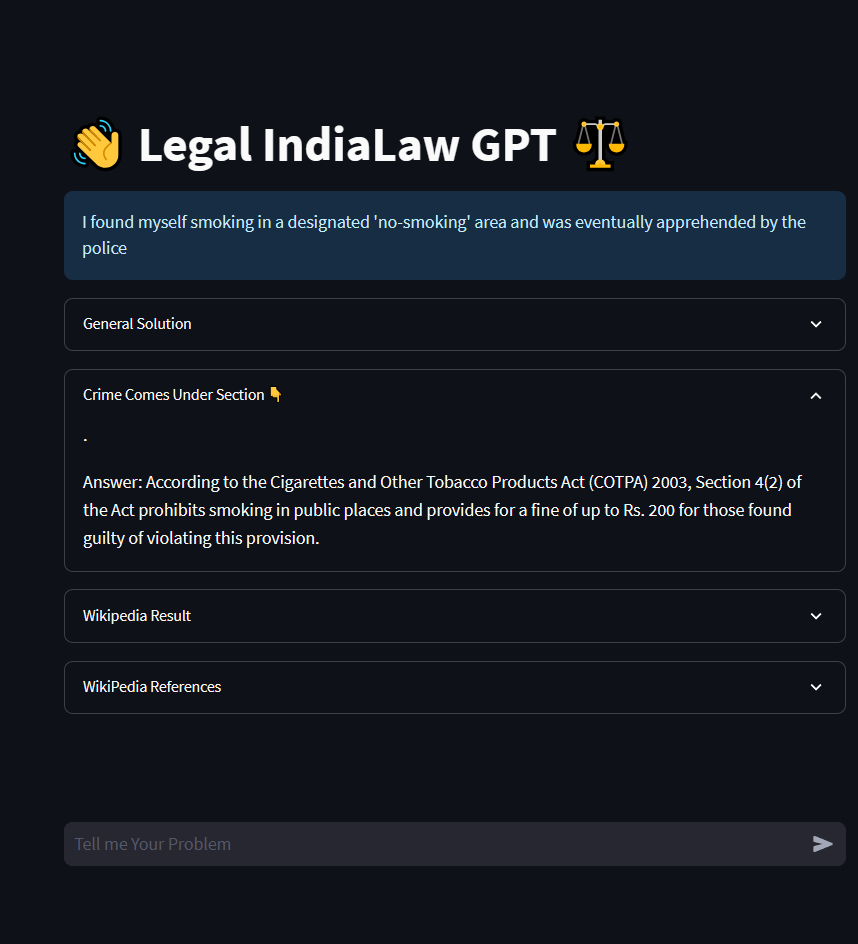 👋 Legal IndiaLaw GPT ⚖️
I found myself smoking in a designated 'no-smoking' area and was eventually apprehended by the
police
General Solution
Crime Comes Under Section 👇
.
Answer: According to the Cigarettes and Other Tobacco Products Act (COTPA) 2003, Section 4(2) of
the Act prohibits smoking in public places and provides for a fine of up to Rs. 200 for those found
guilty of violating this provision.
Wikipedia Result
WikiPedia References
Tell me Your Problem